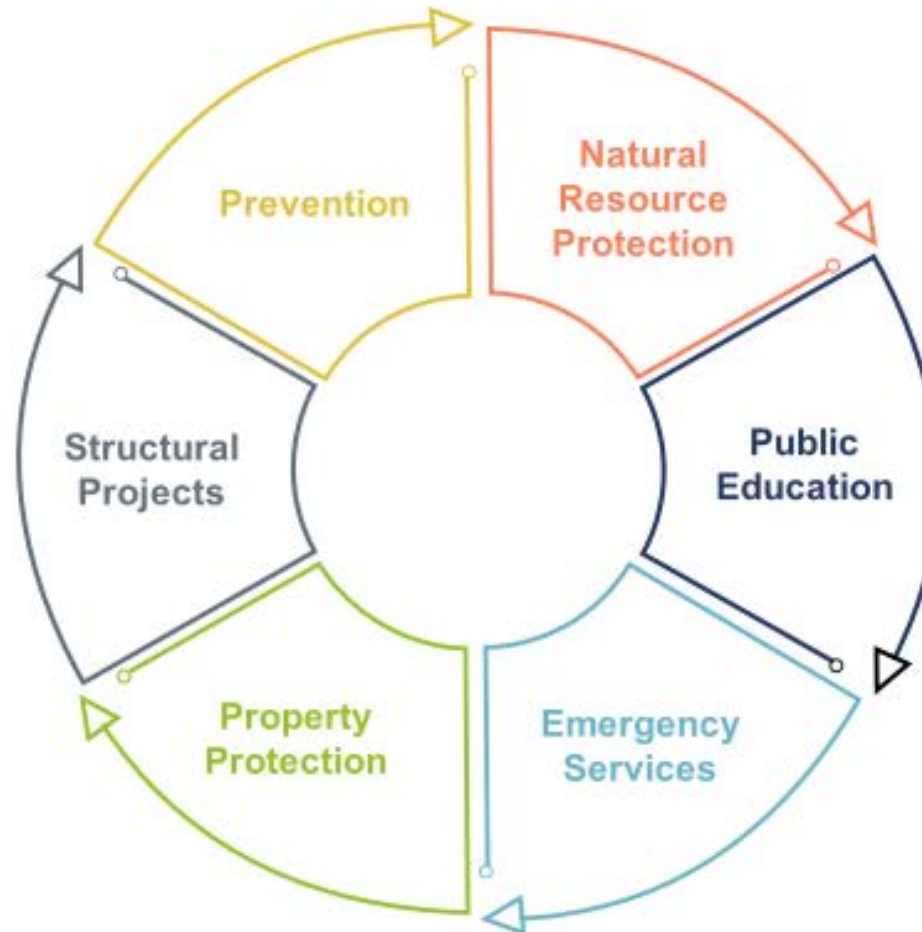 Prevention
Natural
Resource
Protection
Public
Education
Emergency
Services
Property
Protection
Structural
Projects